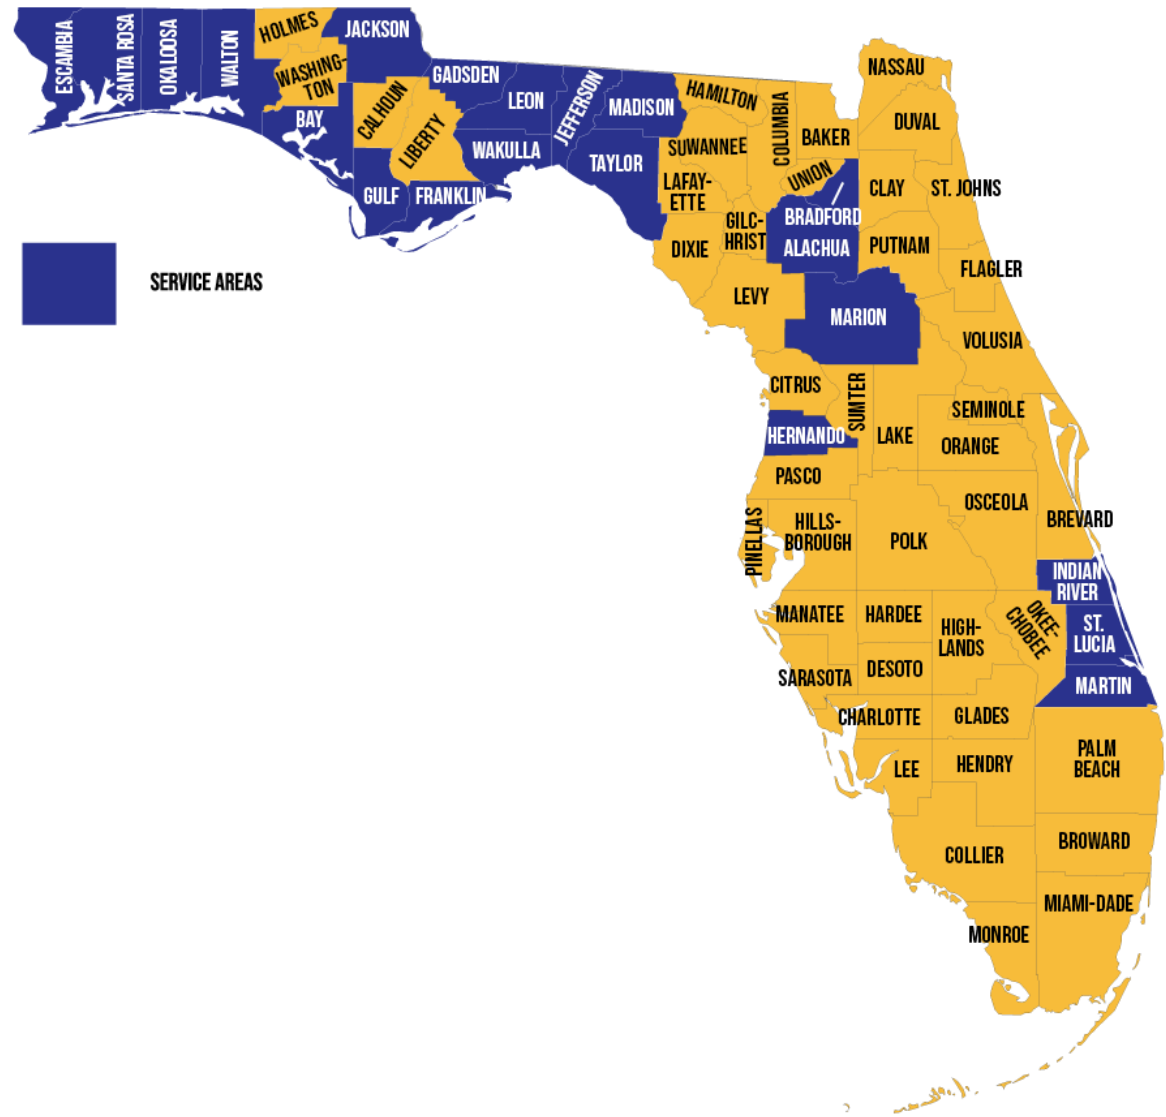 ESCAMBIA
SANTA ROSA
OKALOOSA
WALTON
HOLMES
WASHING-
TON
JACKSON
BAY
CALHOUN
LIBERTY
GULF
FRANKLIN
GADSDEN
LEON
WAKULLA
JEFFERSON
MADISON
TAYLOR
HAMILTON
SUWANNEE
LAFAY-
ETTE
DIXIE
COLUMBIA
GILC-
HRIST
BAKER
UNION
BRADFORD
ALACHUA
LEVY
NASSAU
DUVAL
CLAY
ST. JOHNS
PUTNAM
FLAGLER
MARION
VOLUSIA
SERVICE AREAS
CITRUS
SUMTER
HERNANDO
LAKE
SEMINOLE
ORANGE
PASCO
OSCEOLA
BREVARD
PINELLAS
HILLS-
BOROUGH
POLK
INDIAN
RIVER
MANATEE
HARDEE
HIGH-
LANDS
OKEE-
CHOBEE
ST.
LUCIA
SARASOTA
DESOTO
MARTIN
CHARLOTTE
GLADES
LEE
HENDRY
PALM
BEACH
COLLIER
BROWARD
MIAMI-DADE
MONROE